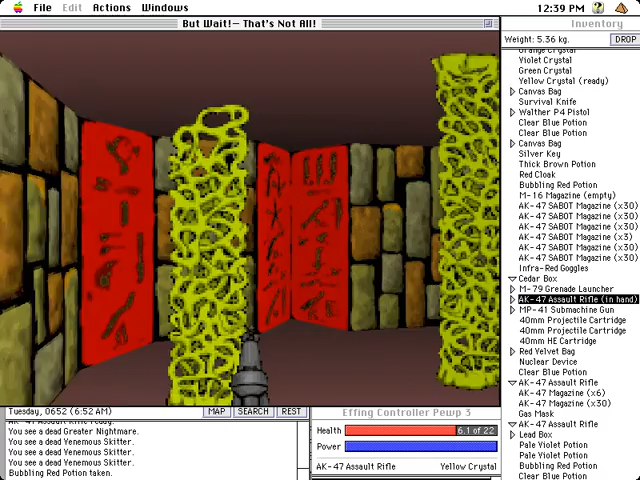 File Edit Actions Windows 12:39 PM
But Wait!— That's Not All!
Inventory
Weight: 5.36 kg. DROP
Orange Crystal
Violet Crystal
Green Crystal
Yellow Crystal (ready)
Canvas Bag
Survival Knife
Walther P4 Pistol
Clear Blue Potion
Clear Blue Potion
Canvas Bag
Silver Key
Thick Brown Potion
Red Cloak
Bubbling Red Potion
M-16 Magazine (empty)
AK-47 SABOT Magazine (x30)
AK-47 SABOT Magazine (x30)
AK-47 SABOT Magazine (x30)
AK-47 SABOT Magazine (x3)
AK-47 SABOT Magazine (x30)
AK-47 SABOT Magazine (x30)
Infra-Red Goggles
Cedar Box
M-79 Grenade Launcher
AK-47 Assault Rifle (in hand)
MP-41 Submachine Gun
40mm Projectile Cartridge
40mm Projectile Cartridge
40mm HE Cartridge
Red Velvet Bag
Nuclear Device
Clear Blue Potion
AK-47 Assault Rifle
AK-47 Magazine (x6)
AK-47 Magazine (x30)
Gas Mask
AK-47 Assault Rifle
Lead Box
Pale Violet Potion
Pale Violet Potion
Bubbling Red Potion
Clear Blue Potion
Tuesday, 0652 (6:52 AM) MAP SEARCH REST
AK-47 Assault Rifle ready.
You see a dead Greater Nightmare.
You see a dead Venemous Skitter.
You see a dead Venemous Skitter.
You see a dead Venemous Skitter.
Bubbling Red Potion taken.
Effing Controller Pewp 3
Health 6.1 of 22
Power
AK-47 Assault Rifle Yellow Crystal